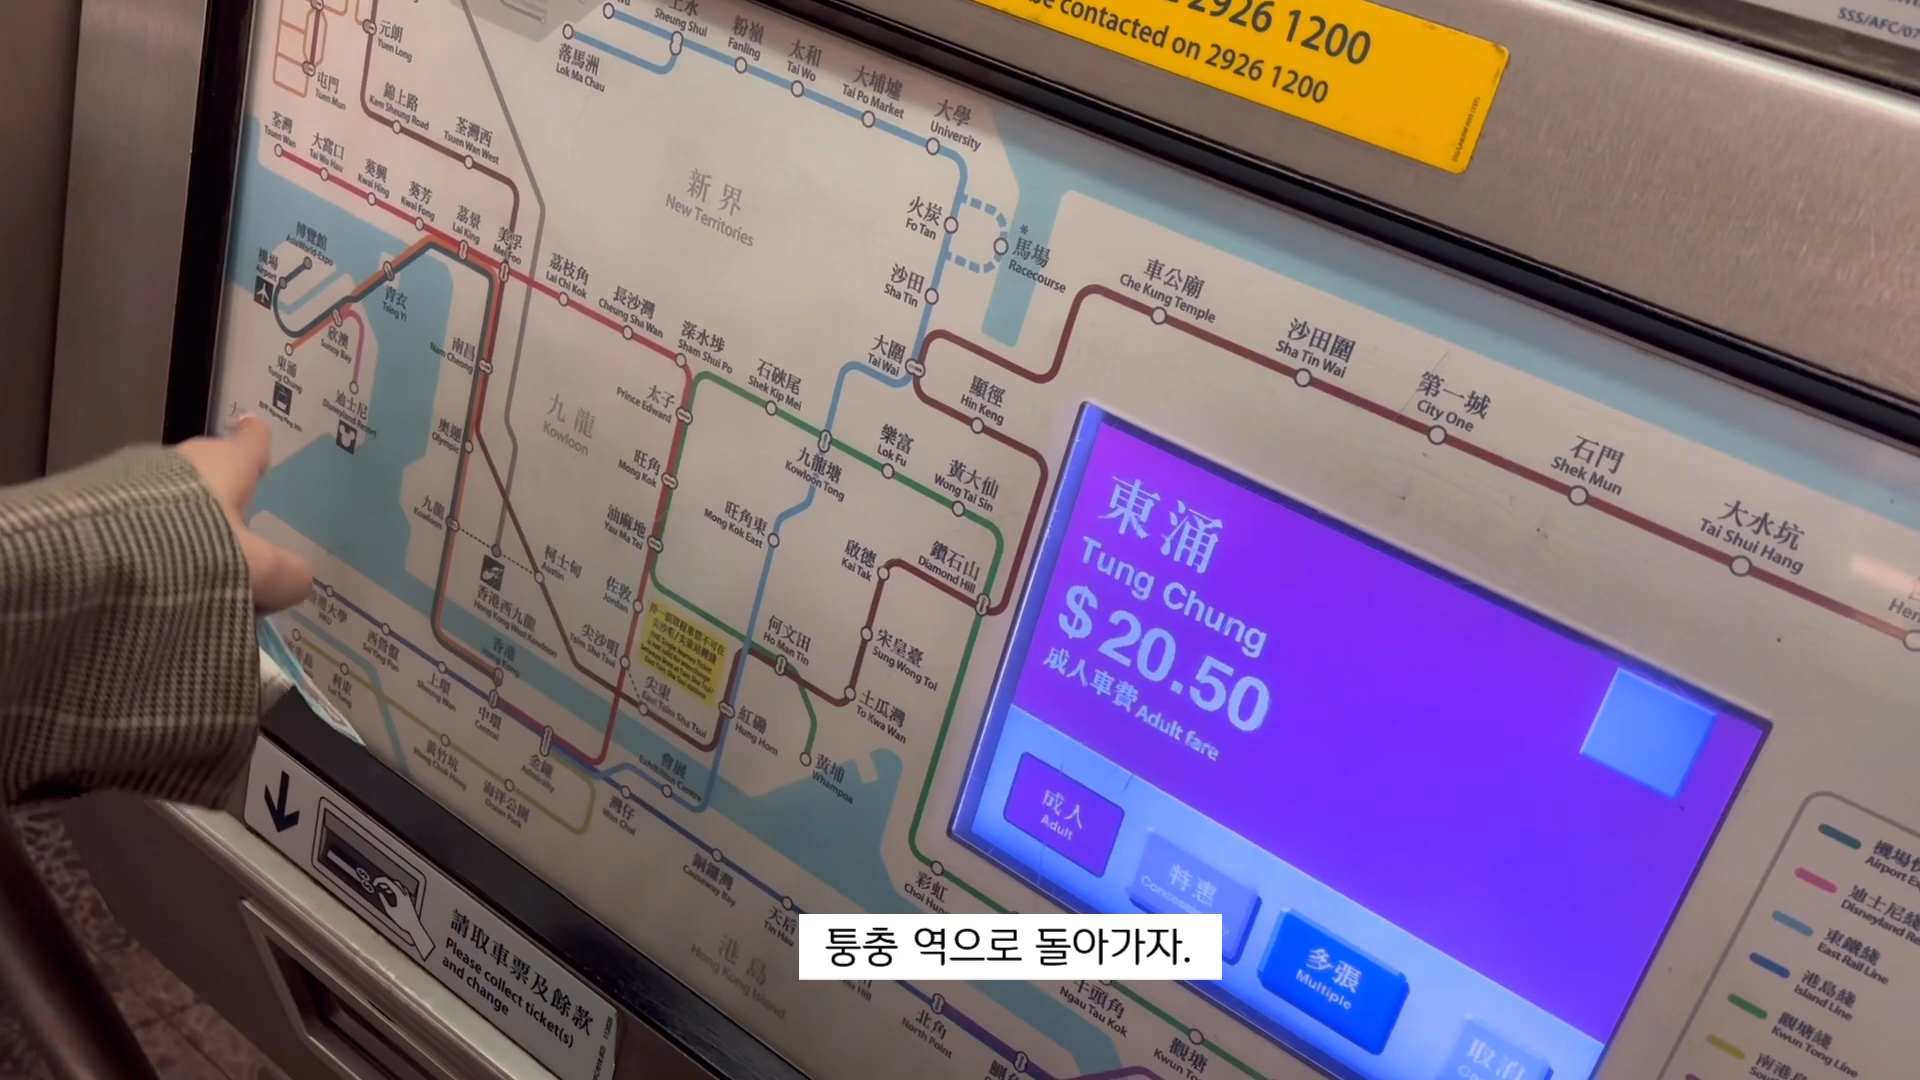 2926 1200
contacted on 2926 1200
上水
Sheung Shui
粉嶺
Fanling
太和
Tai Wo
大埔墟
Tai Po Market
大學
University
落馬洲
Lok Ma Chau
元朗
Yuen Long
屯門
Tuen Mun
錦上路
Kam Sheung Road
荃灣西
Tsuen Wan West
荃灣
Tsuen Wan
大窩口
Tai Wo Hau
葵興
Kwai Hing
葵芳
Kwai Fong
荔景
Lai King
美孚
Mei Foo
荔枝角
Lai Chi Kok
長沙灣
Cheung Sha Wan
深水埗
Sham Shui Po
石硤尾
Shek Kip Mei
新界
New Territories
火炭
Fo Tan
*
馬場
Racecourse
沙田
Sha Tin
大圍
Tai Wai
顯徑
Hin Keng
車公廟
Che Kung Temple
沙田圍
Sha Tin Wai
第一城
City One
石門
Shek Mun
大水坑
Tai Shui Hang
博覽館
AsiaWorld-Expo
機場
Airport
青衣
Tsing Yi
欣澳
Sunny Bay
東涌
Tung Chung
迪士尼
Disneyland Resort
南昌
Nam Cheong
奧運
Olympic
九龍
Kowloon
九龍
Kowloon
太子
Prince Edward
旺角
Mong Kok
油麻地
Yau Ma Tei
佐敦
Jordan
尖沙咀
Tsim Sha Tsui
柯士甸
Austin
香港西九龍
Hong Kong West Kowloon
九龍塘
Kowloon Tong
樂富
Lok Fu
黃大仙
Wong Tai Sin
旺角東
Mong Kok East
啟德
Kai Tak
鑽石山
Diamond Hill
宋皇臺
Sung Wong Toi
土瓜灣
To Kwa Wan
何文田
Ho Man Tin
紅磡
Hung Hom
黃埔
Whampoa
尖東
East Tsim Sha Tsui
會展
Exhibition Centre
香港
Hong Kong
香港大學
HKU
西營盤
Sai Ying Pun
上環
Sheung Wan
中環
Central
金鐘
Admiralty
灣仔
Wan Chai
銅鑼灣
Causeway Bay
天后
Tin Hau
利東
Lei Tung
黃竹坑
Wong Chuk Hang
海洋公園
Ocean Park
港島
Hong Kong Island
北角
North Point
彩虹
Choi Hung
牛頭角
Ngau Tau Kok
觀塘
東涌
Tung Chung
$20.50
成人車費 Adult fare
成人
Adult
特惠
多張
Multiple
東鐵綫
East Rail Line
港島綫
Island Line
觀塘綫
Kwun Tong Line
請取車票及餘款
Please collect ticket(s)
and change
퉁충 역으로 돌아가자.